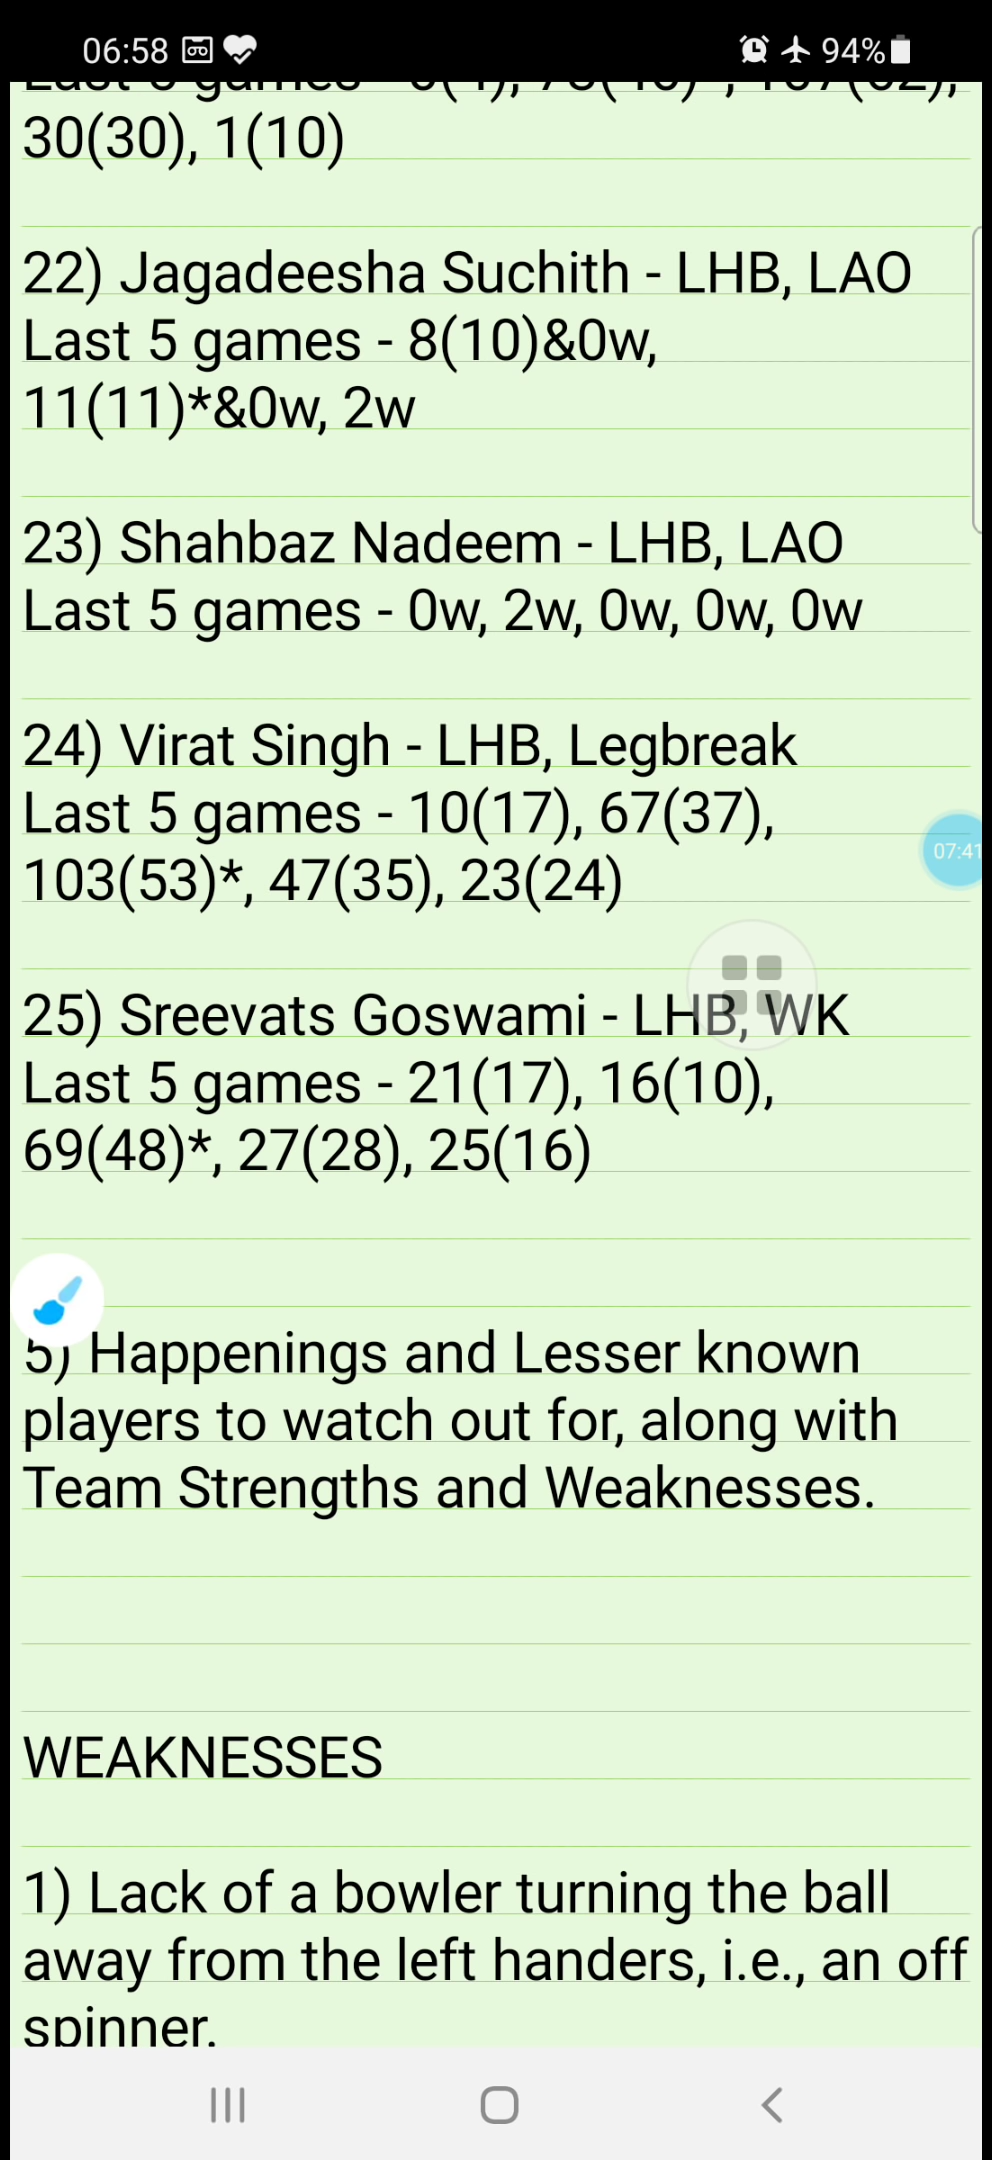 06:58
94%
30(30), 1(10)
22) Jagadeesha Suchith - LHB, LAO
Last 5 games - 8(10)&0w,
11(11)*&0w, 2w
23) Shahbaz Nadeem - LHB, LAO
Last 5 games - 0w, 2w, 0w, 0w, 0w
24) Virat Singh - LHB, Legbreak
Last 5 games - 10(17), 67(37),
07:41
103(53)*, 47(35), 23(24)
25) Sreevats Goswami - LHB, WK
Last 5 games - 21(17), 16(10),
69(48)*, 27(28), 25(16)
5) Happenings and Lesser known
players to watch out for, along with
Team Strengths and Weaknesses.
WEAKNESSES
1) Lack of a bowler turning the ball
away from the left handers, i.e., an off
spinner.